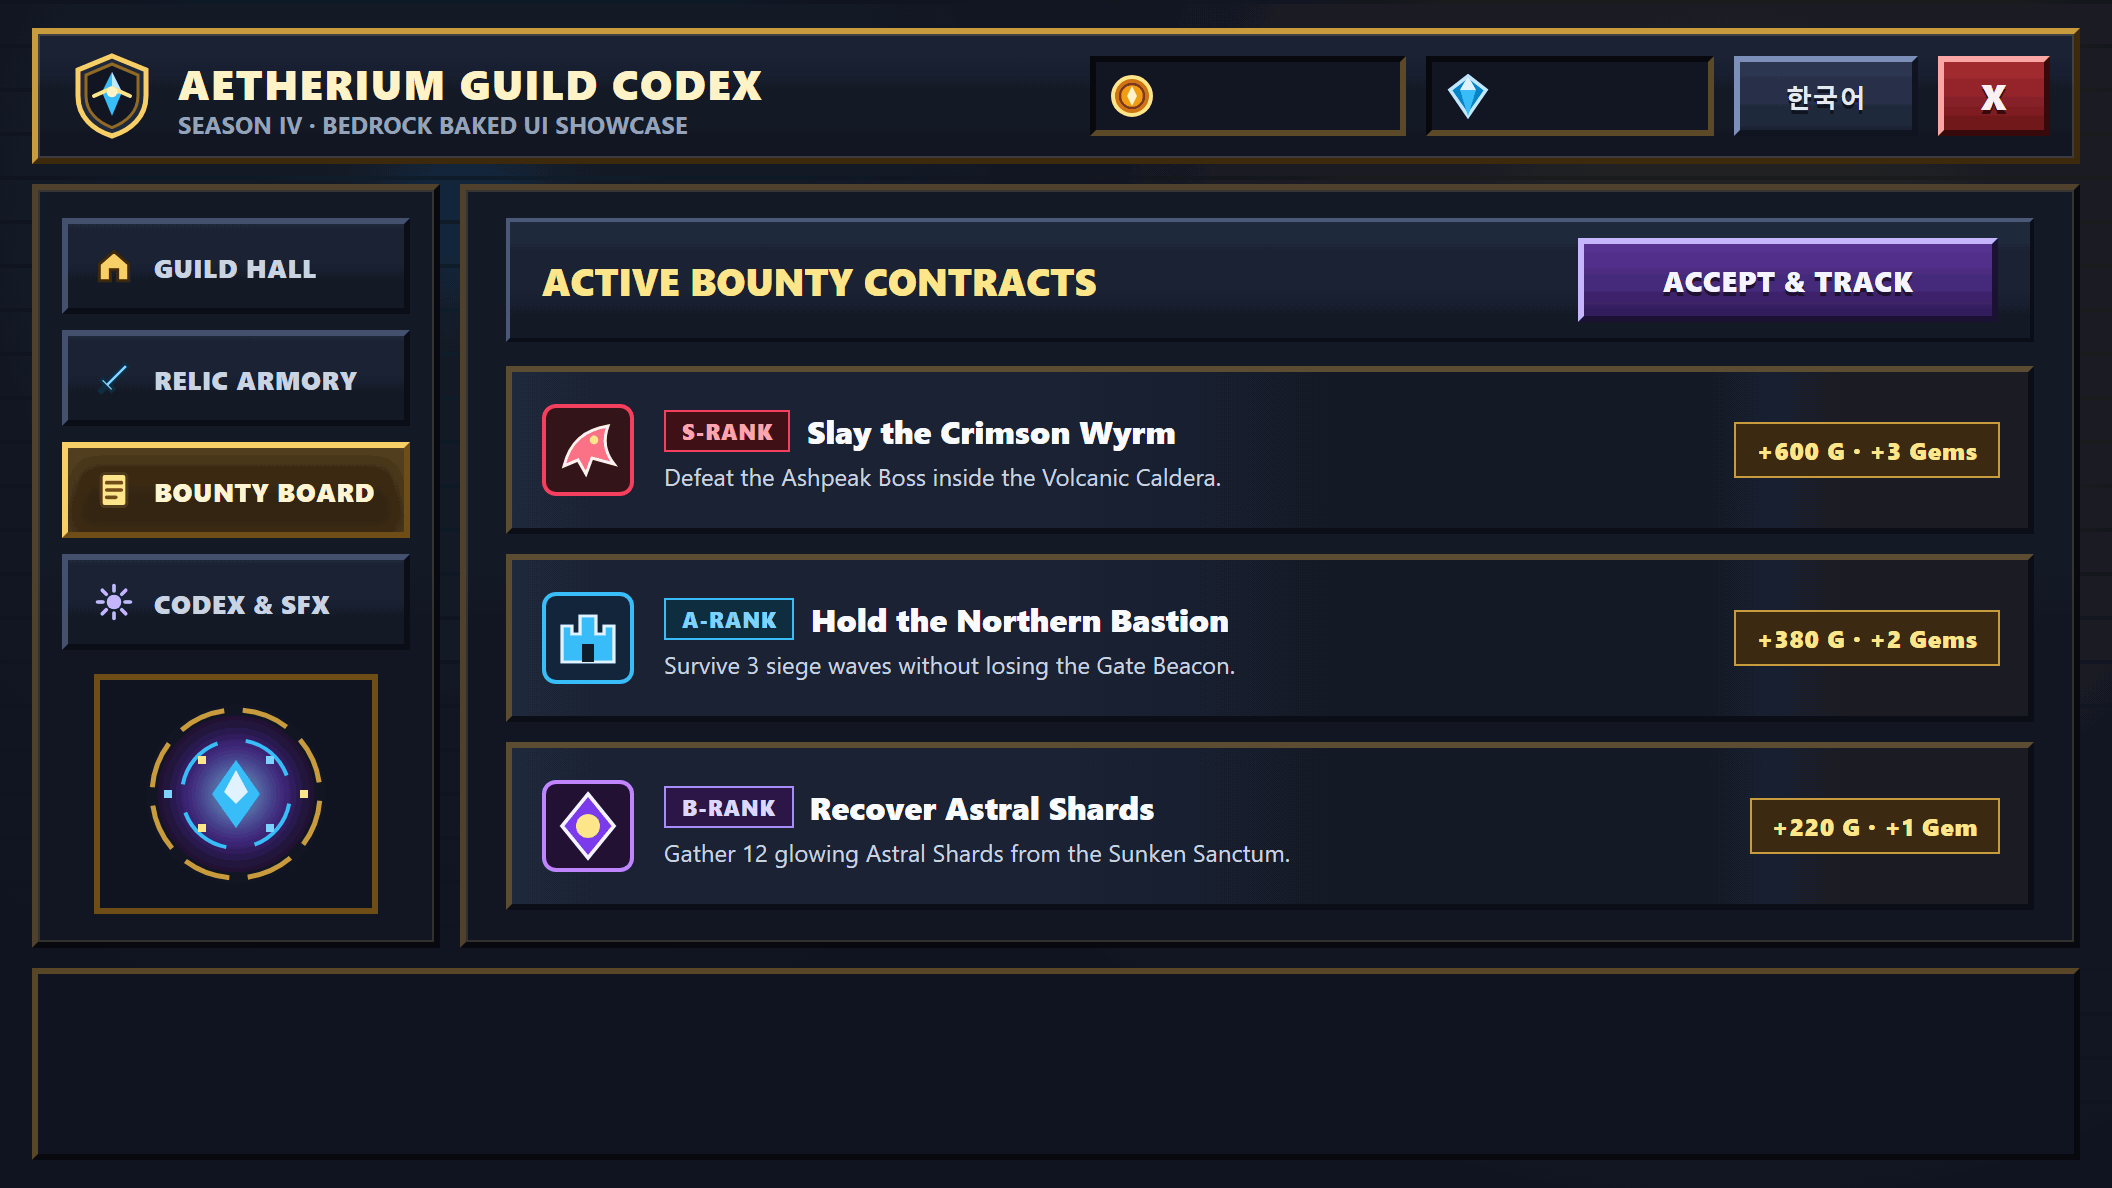 AETHERIUM GUILD CODEX
SEASON IV · BEDROCK BAKED UI SHOWCASE
한국어
X
GUILD HALL
RELIC ARMORY
BOUNTY BOARD
CODEX & SFX
ACTIVE BOUNTY CONTRACTS
ACCEPT & TRACK
S-RANK Slay the Crimson Wyrm
Defeat the Ashpeak Boss inside the Volcanic Caldera.
+600 G · +3 Gems
A-RANK Hold the Northern Bastion
Survive 3 siege waves without losing the Gate Beacon.
+380 G · +2 Gems
B-RANK Recover Astral Shards
Gather 12 glowing Astral Shards from the Sunken Sanctum.
+220 G · +1 Gem